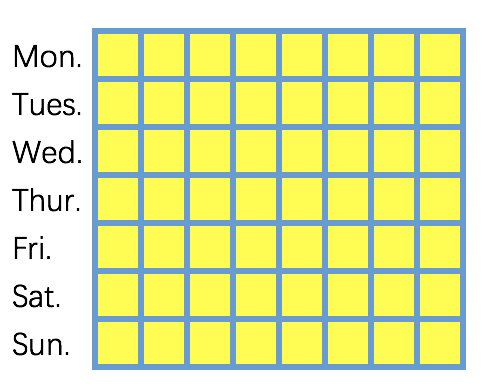 Mon.
Tues.
Wed.
Thur.
Fri.
Sat.
Sun.